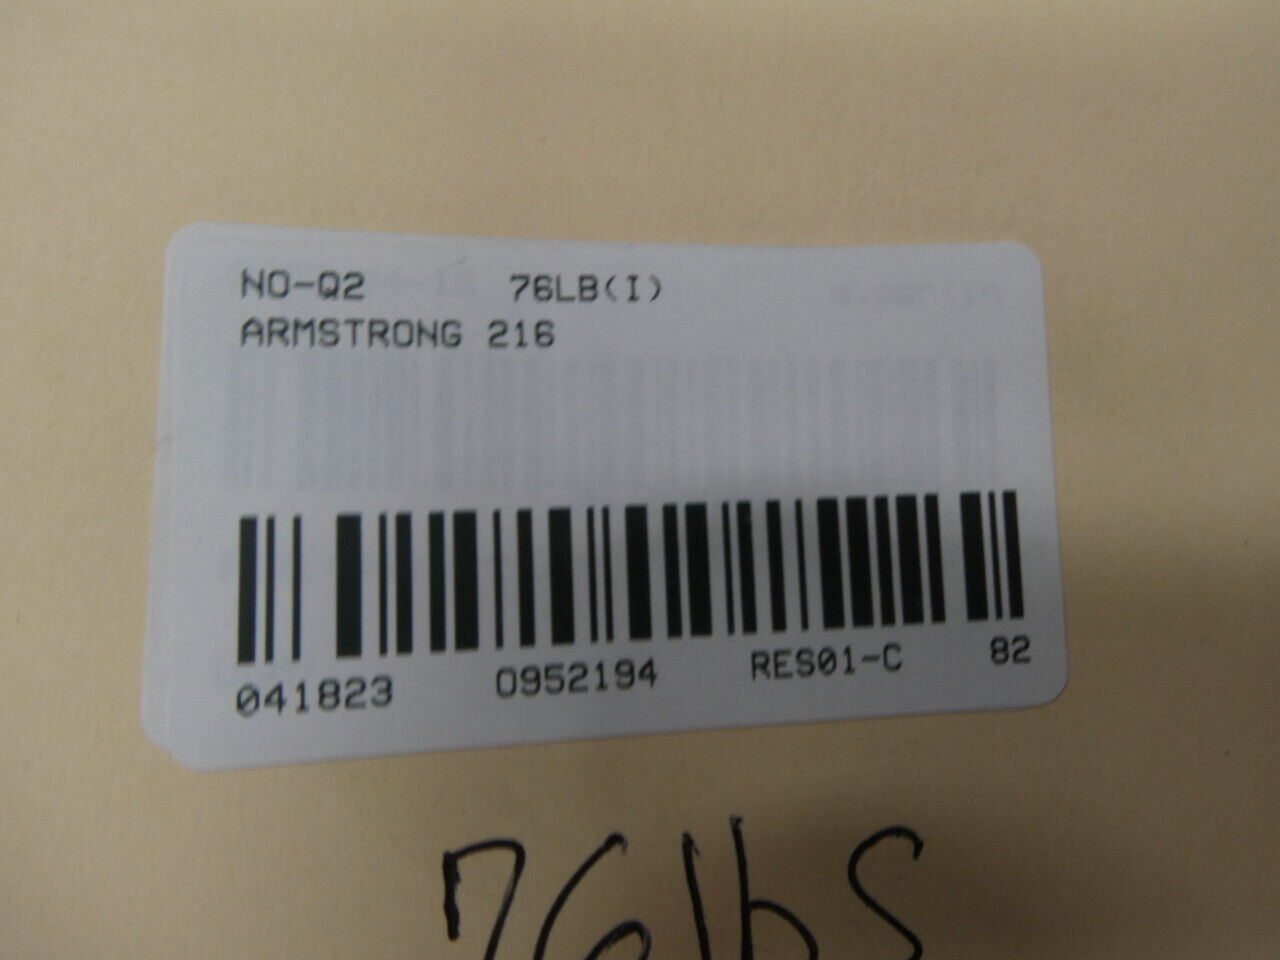 NO-Q2 76LB(I)
ARMSTRONG 216
041823 0952194 RES01-C 82
76lbs